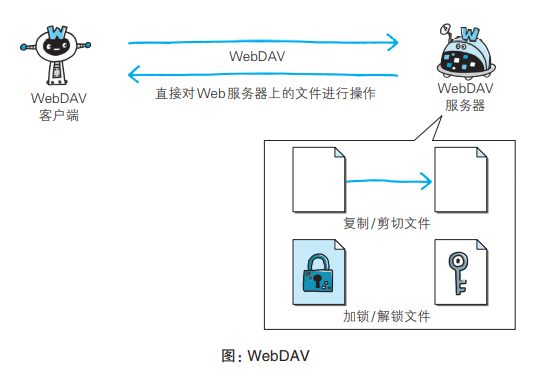 W
W
WebDAV
WebDAV
客户端
直接对Web服务器上的文件进行操作
WebDAV
服务器
复制/剪切文件
加锁/解锁文件
图：WebDAV